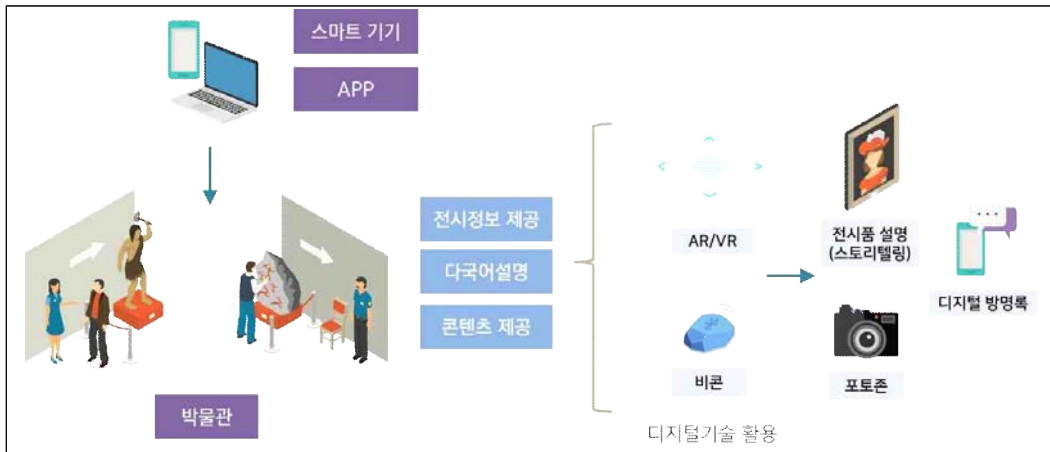 스마트 기기
APP
전시정보 제공
다국어설명
콘텐츠 제공
박물관
AR/VR
전시품 설명
(스토리텔링)
디지털 방명록
비콘
포토존
디지털기술 활용